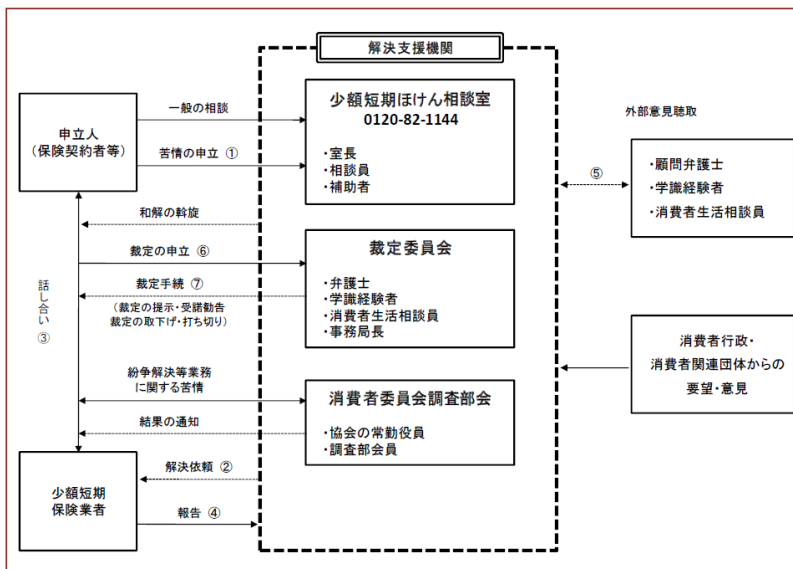 解決支援機関
申立人
（保険契約者等）
一般の相談
苦情の申立 ①
少額短期ほけん相談室
0120-82-1144
・室長
・相談員
・補助者
外部意見聴取
⑤
・顧問弁護士
・学識経験者
・消費者生活相談員
和解の斡旋
裁定の申立 ⑥
裁定手続 ⑦
（裁定の提示・受諾勧告
裁定の取下げ・打ち切り）
裁定委員会
・弁護士
・学識経験者
・消費者生活相談員
・事務局長
話し合い ③
消費者行政・
消費者関連団体からの
要望・意見
紛争解決等業務
に関する苦情
結果の通知
消費者委員会調査部会
・協会の常勤役員
・調査部会員
解決依頼 ②
報告 ④
少額短期
保険業者